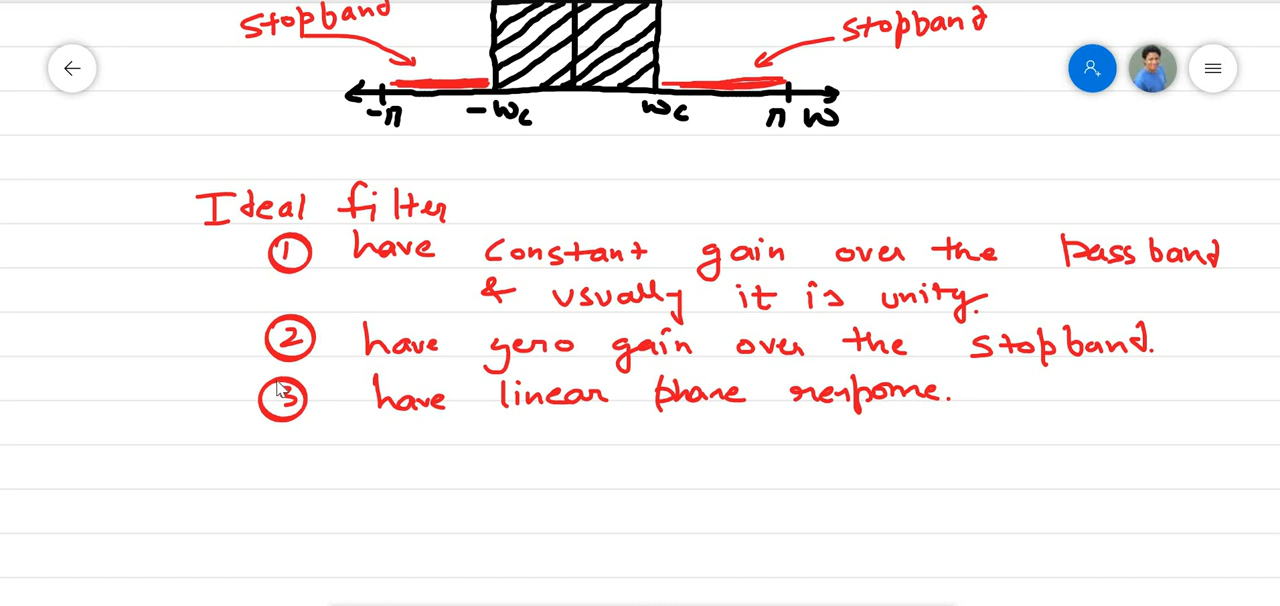 stopband
stopband
-π -ωc ωc π ω
Ideal filter
① have constant gain over the passband
& usually it is unity.
② have zero gain over the stopband.
③ have linear phase response.